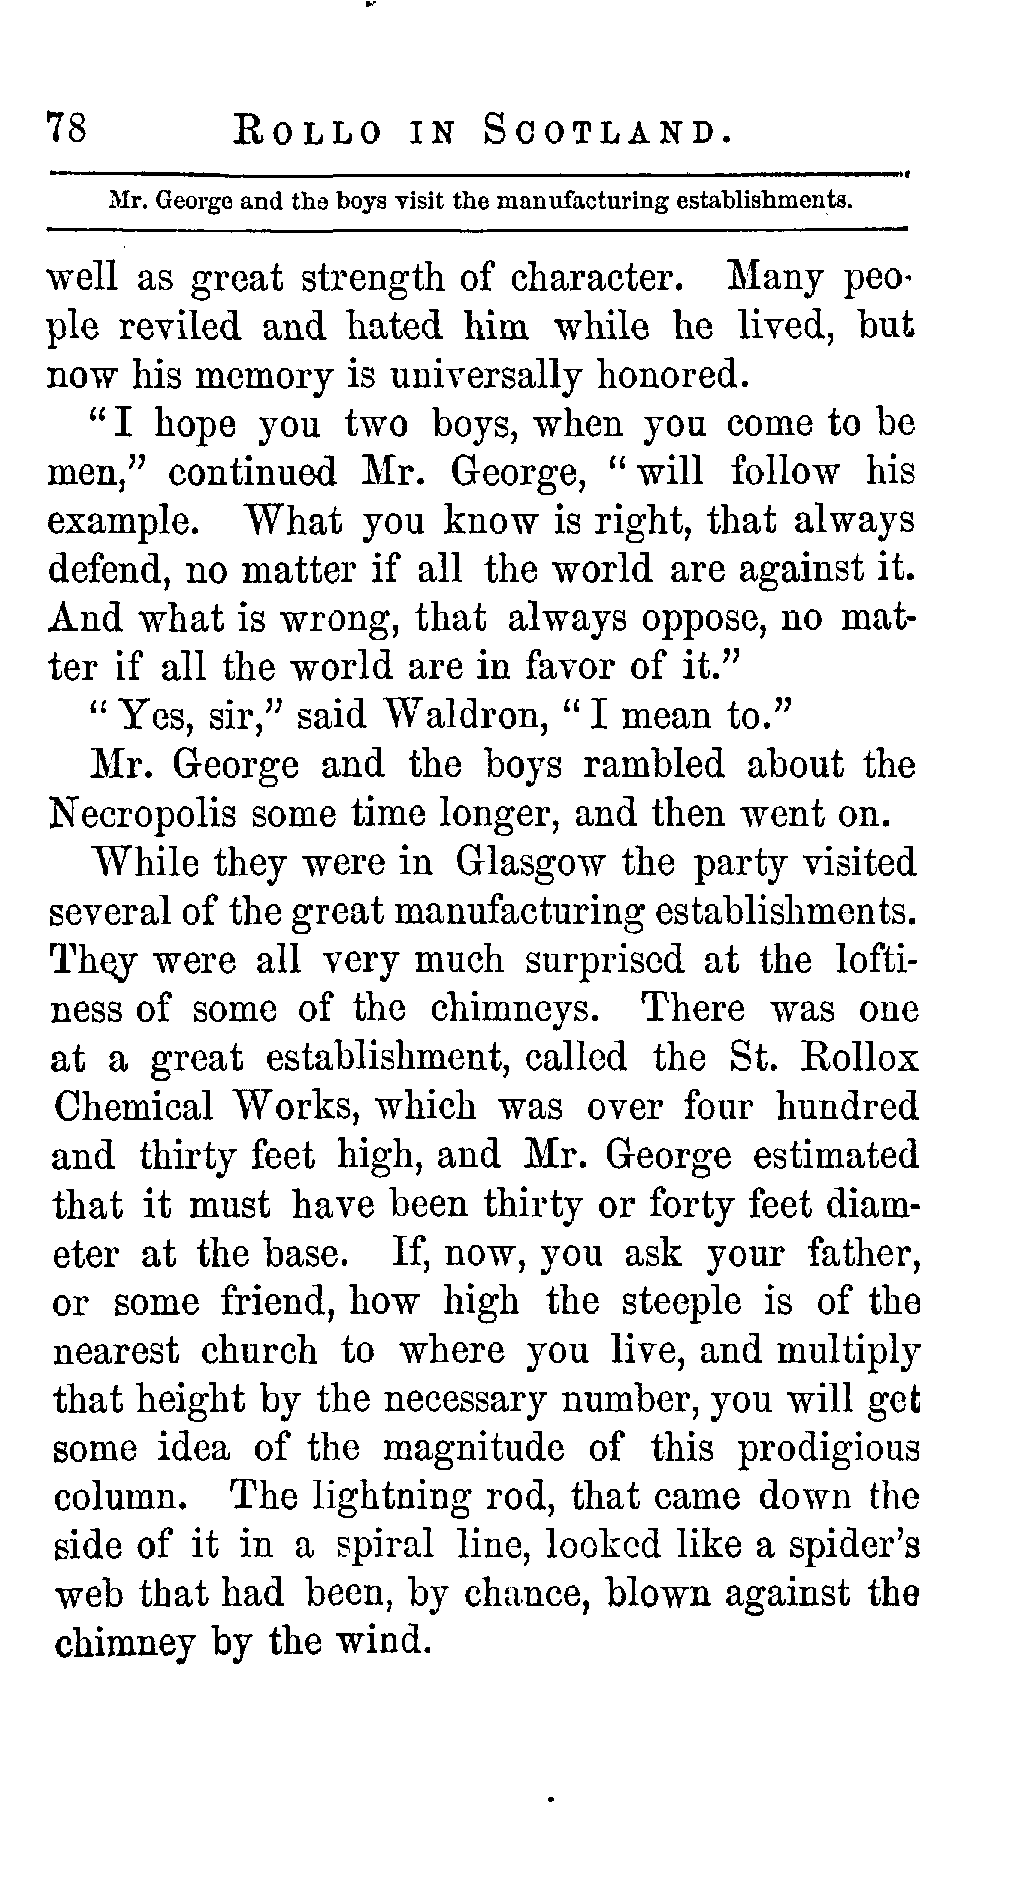 78 ROLLO IN SCOTLAND.
Mr. George and the boys visit the manufacturing establishments.
well as great strength of character. Many peo-
ple reviled and hated him while he lived, but
now his memory is universally honored.
"I hope you two boys, when you come to be
men," continued Mr. George, "will follow his
example. What you know is right, that always
defend, no matter if all the world are against it.
And what is wrong, that always oppose, no mat-
ter if all the world are in favor of it."
"Yes, sir," said Waldron, "I mean to."
Mr. George and the boys rambled about the
Necropolis some time longer, and then went on.
While they were in Glasgow the party visited
several of the great manufacturing establishments.
They were all very much surprised at the lofti-
ness of some of the chimneys. There was one
at a great establishment, called the St. Rollox
Chemical Works, which was over four hundred
and thirty feet high, and Mr. George estimated
that it must have been thirty or forty feet diam-
eter at the base. If, now, you ask your father,
or some friend, how high the steeple is of the
nearest church to where you live, and multiply
that height by the necessary number, you will get
some idea of the magnitude of this prodigious
column. The lightning rod, that came down the
side of it in a spiral line, looked like a spider's
web that had been, by chance, blown against the
chimney by the wind.